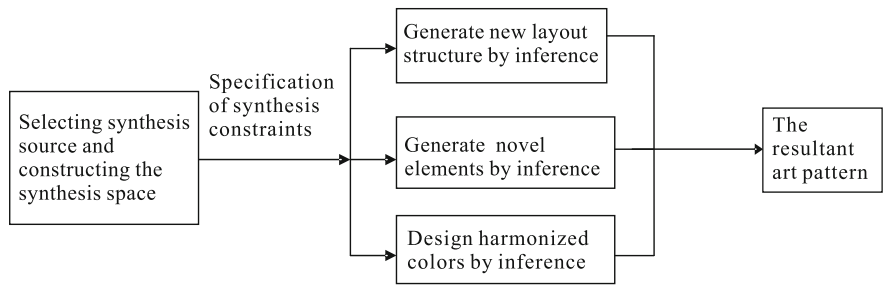 Selecting synthesis
source and
constructing the
synthesis space
Specification
of synthesis
constraints
Generate new layout
structure by inference
Generate novel
elements by inference
Design harmonized
colors by inference
The
resultant
art pattern